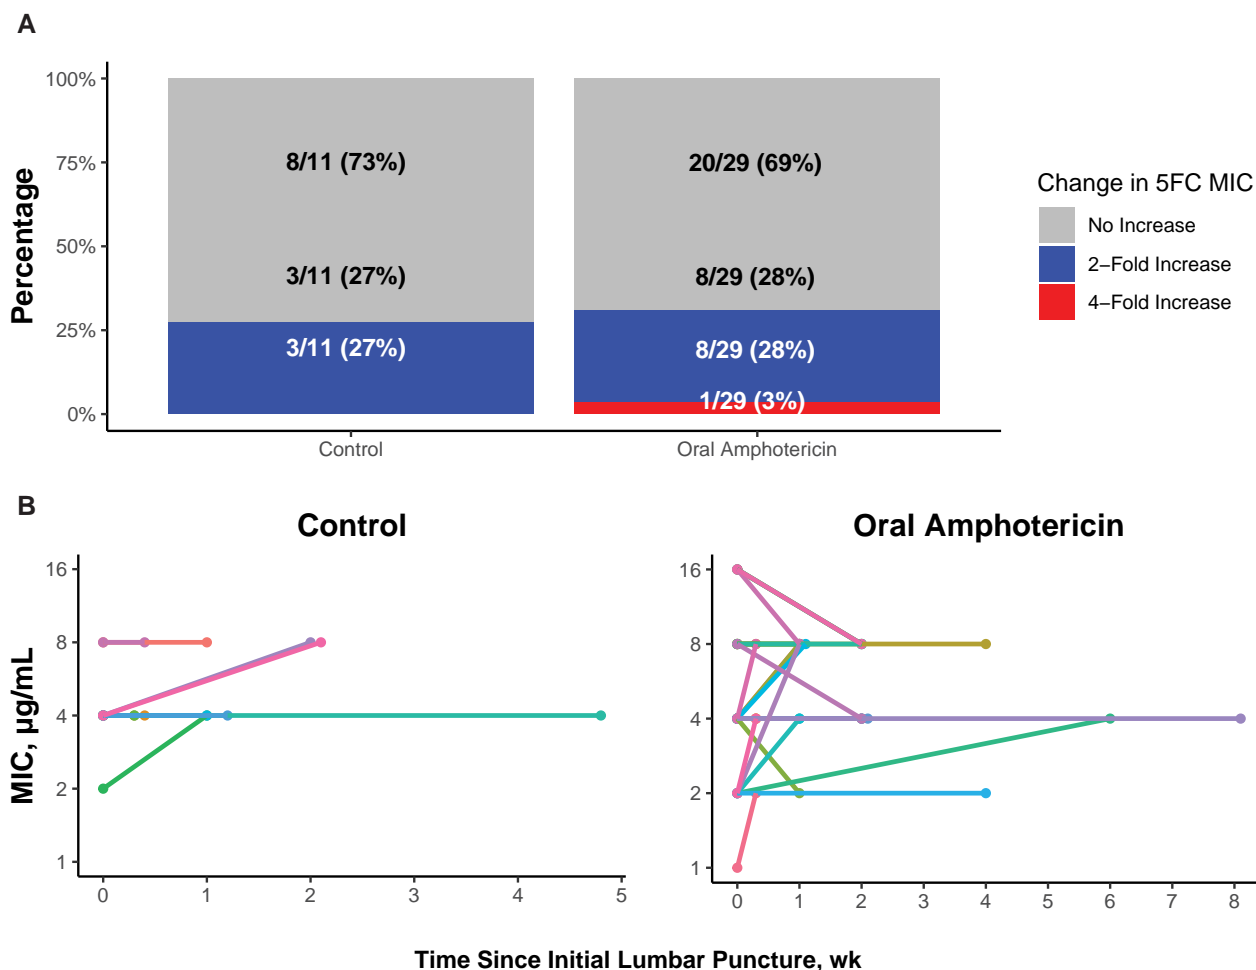 A
100%
75%
50%
25%
0%
Percentage
8/11 (73%)
3/11 (27%)
3/11 (27%)
20/29 (69%)
8/29 (28%)
8/29 (28%)
1/29 (3%)
Control
Oral Amphotericin
Change in 5FC MIC
No Increase
2–Fold Increase
4–Fold Increase
B
Control
MIC, µg/mL
16
8
4
2
1
0 1 2 3 4 5
Oral Amphotericin
16
8
4
2
1
0 1 2 3 4 5 6 7 8
Time Since Initial Lumbar Puncture, wk